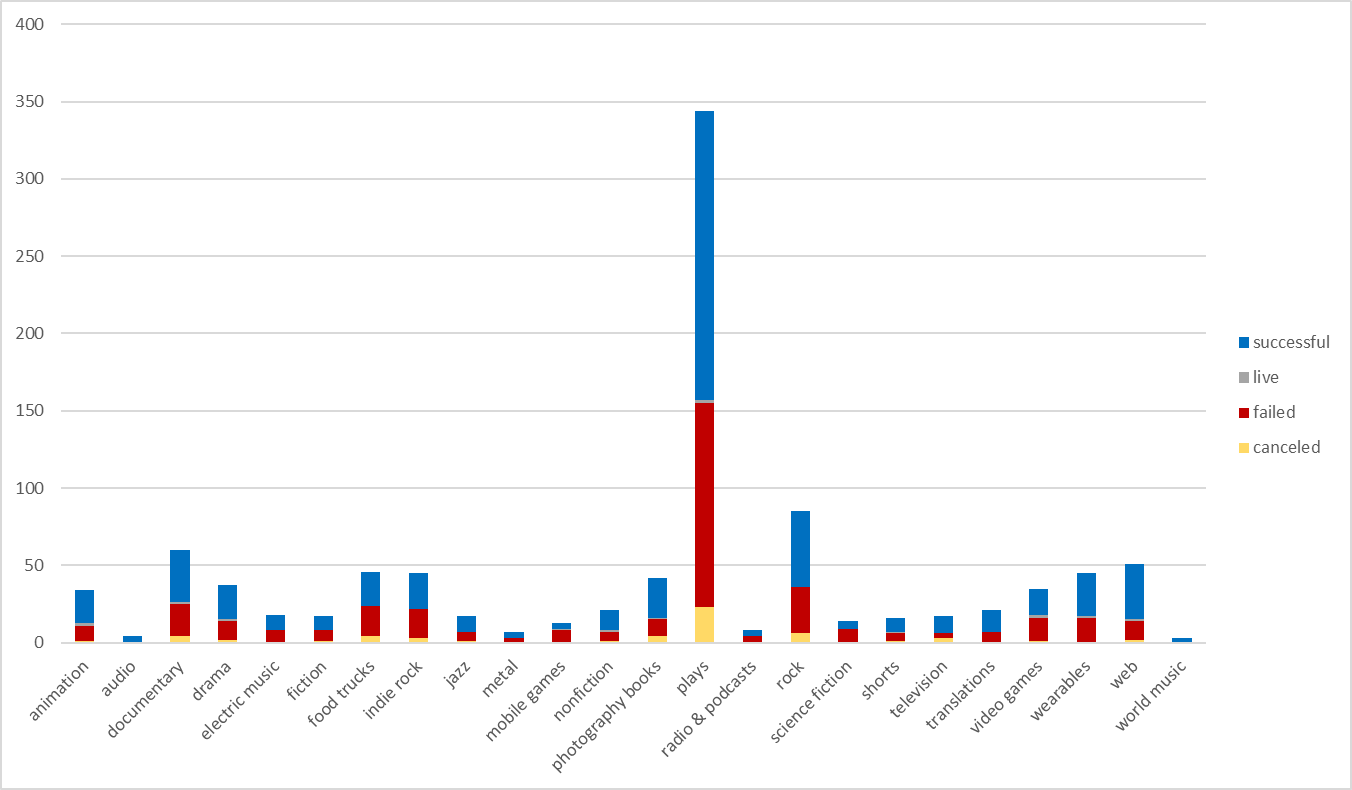 400
350
300
250
200
150
100
50
0
animation
audio
documentary
drama
electric music
fiction
food trucks
indie rock
jazz
metal
mobile games
nonfiction
photography books
plays
radio & podcasts
rock
science fiction
shorts
television
translations
video games
wearables
web
world music
successful
live
failed
canceled